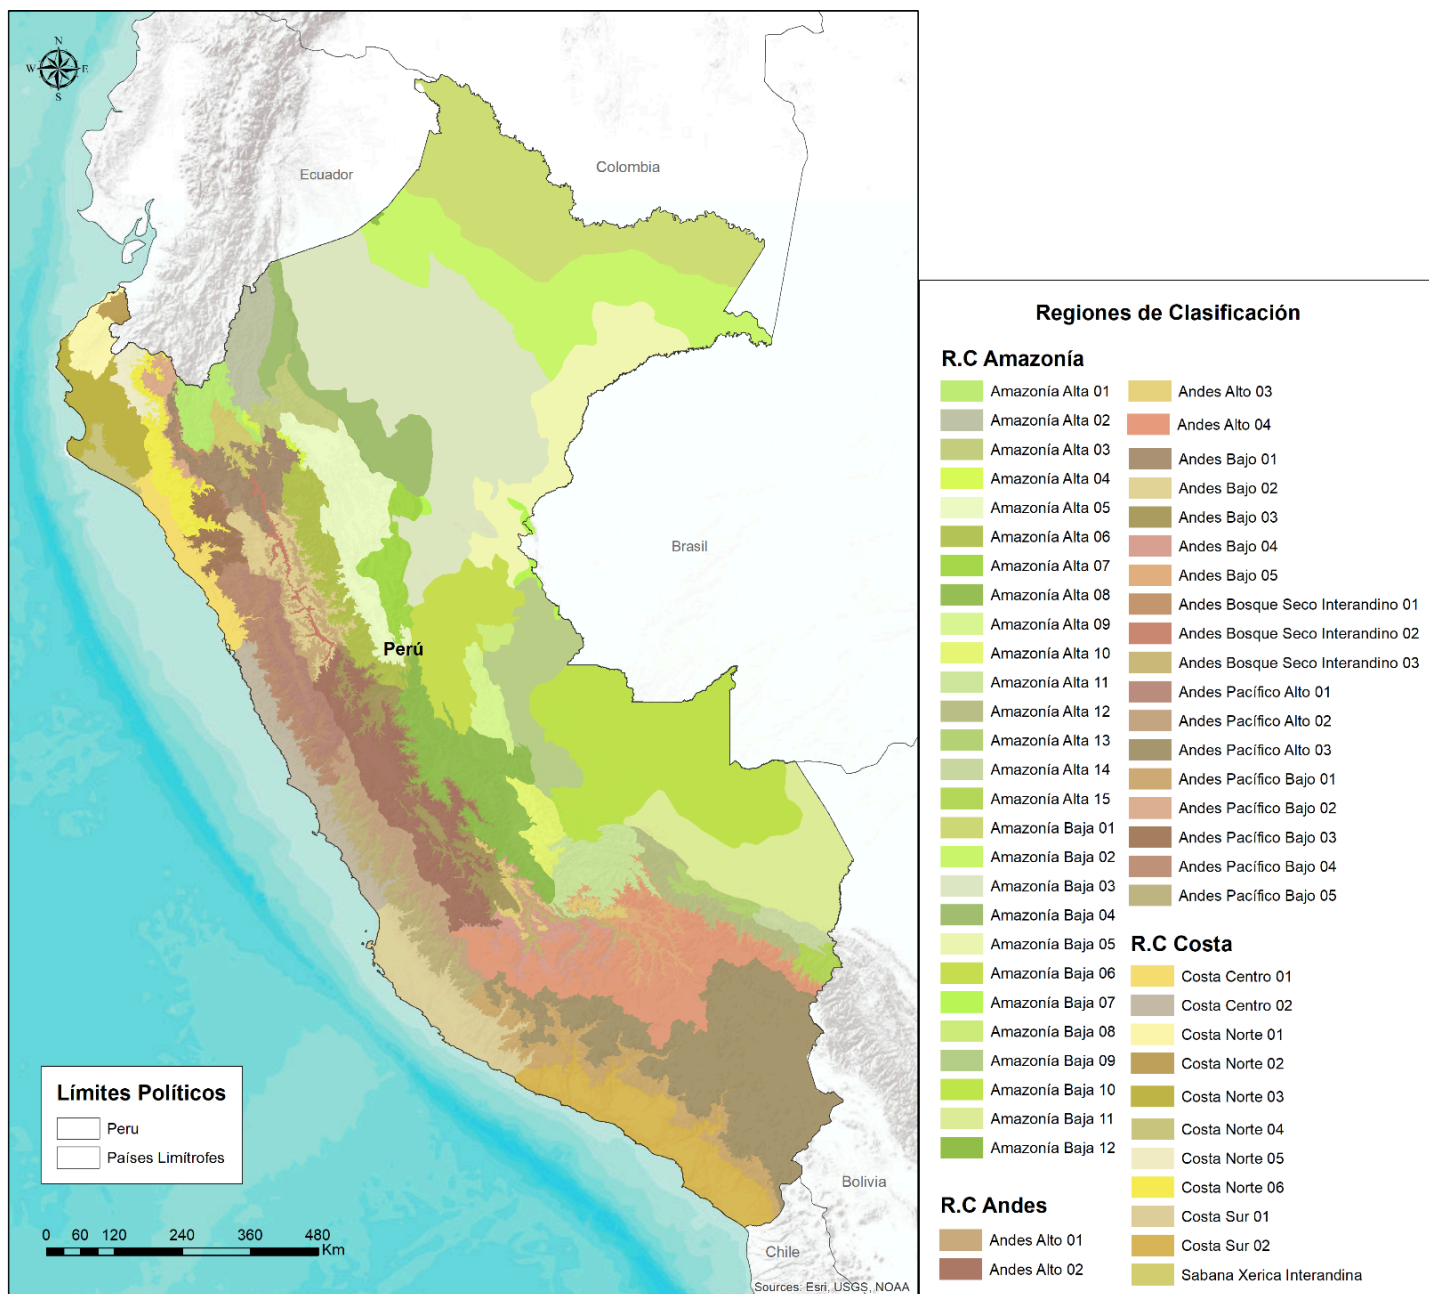 N
W E
S
Ecuador
Colombia
Brasil
Perú
Bolivia
Chile
Límites Políticos
Peru
Países Limítrofes
0 60 120 240 360 480
Km
Sources: Esri, USGS, NOAA
Regiones de Clasificación
R.C Amazonía
Amazonía Alta 01
Amazonía Alta 02
Amazonía Alta 03
Amazonía Alta 04
Amazonía Alta 05
Amazonía Alta 06
Amazonía Alta 07
Amazonía Alta 08
Amazonía Alta 09
Amazonía Alta 10
Amazonía Alta 11
Amazonía Alta 12
Amazonía Alta 13
Amazonía Alta 14
Amazonía Alta 15
Amazonía Baja 01
Amazonía Baja 02
Amazonía Baja 03
Amazonía Baja 04
Amazonía Baja 05
Amazonía Baja 06
Amazonía Baja 07
Amazonía Baja 08
Amazonía Baja 09
Amazonía Baja 10
Amazonía Baja 11
Amazonía Baja 12
R.C Andes
Andes Alto 01
Andes Alto 02
Andes Alto 03
Andes Alto 04
Andes Bajo 01
Andes Bajo 02
Andes Bajo 03
Andes Bajo 04
Andes Bajo 05
Andes Bosque Seco Interandino 01
Andes Bosque Seco Interandino 02
Andes Bosque Seco Interandino 03
Andes Pacífico Alto 01
Andes Pacífico Alto 02
Andes Pacífico Alto 03
Andes Pacífico Bajo 01
Andes Pacífico Bajo 02
Andes Pacífico Bajo 03
Andes Pacífico Bajo 04
Andes Pacífico Bajo 05
R.C Costa
Costa Centro 01
Costa Centro 02
Costa Norte 01
Costa Norte 02
Costa Norte 03
Costa Norte 04
Costa Norte 05
Costa Norte 06
Costa Sur 01
Costa Sur 02
Sabana Xerica Interandina